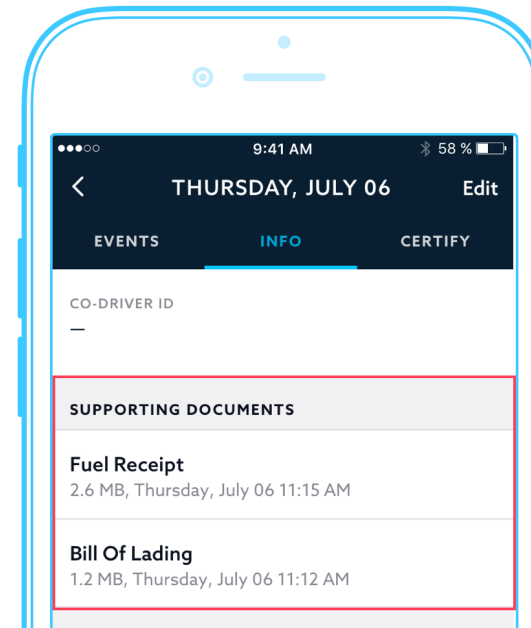 9:41 AM
58 %
THURSDAY, JULY 06
Edit
EVENTS
INFO
CERTIFY
CO-DRIVER ID
—
SUPPORTING DOCUMENTS
Fuel Receipt
2.6 MB, Thursday, July 06 11:15 AM
Bill Of Lading
1.2 MB, Thursday, July 06 11:12 AM